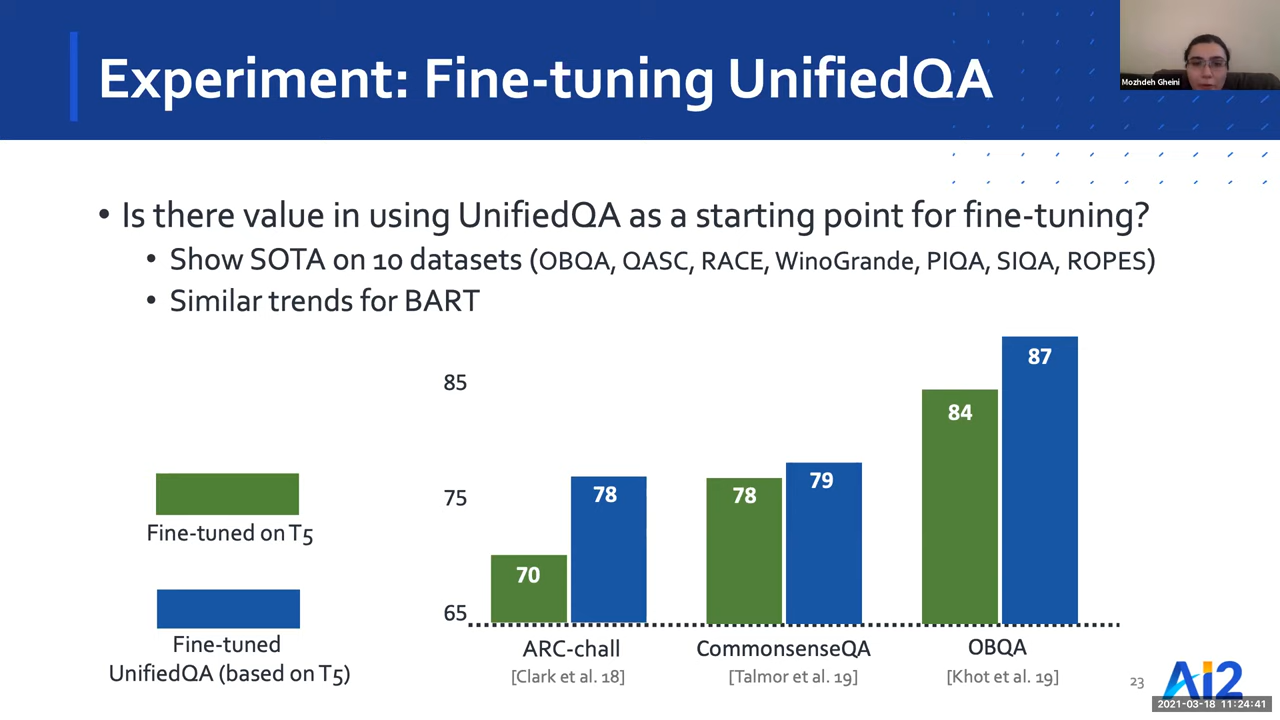 Experiment: Fine-tuning UnifiedQA
Mozhdeh Gheini
• Is there value in using UnifiedQA as a starting point for fine-tuning?
• Show SOTA on 10 datasets (OBQA, QASC, RACE, WinoGrande, PIQA, SIQA, ROPES)
• Similar trends for BART
85
75
65
70
78
78
79
84
87
Fine-tuned on T5
Fine-tuned
UnifiedQA (based on T5)
ARC-chall
[Clark et al. 18]
CommonsenseQA
[Talmor et al. 19]
OBQA
[Khot et al. 19]
23
AI2
2021-03-18 11:24:41